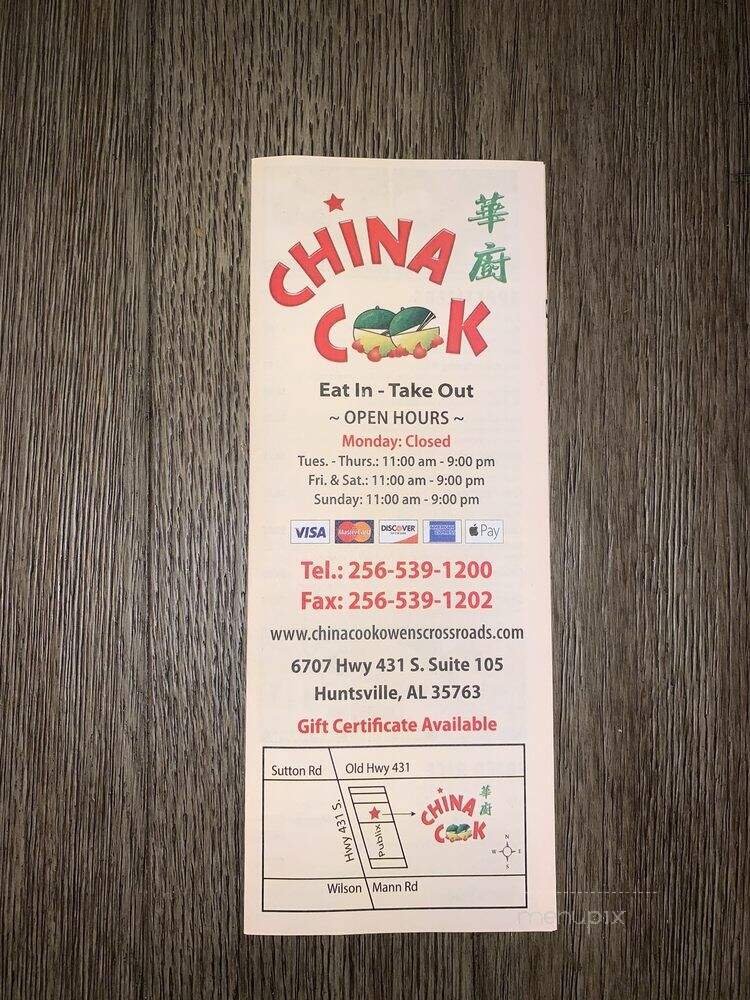 CHINA
華
廚
COOK
Eat In - Take Out
~ OPEN HOURS ~
Monday: Closed
Tues. - Thurs.: 11:00 am - 9:00 pm
Fri. & Sat.: 11:00 am - 9:00 pm
Sunday: 11:00 am - 9:00 pm
VISA MasterCard DISCOVER AMERICAN EXPRESS Pay
Tel.: 256-539-1200
Fax: 256-539-1202
www.chinacookowenscrossroads.com
6707 Hwy 431 S. Suite 105
Huntsville, AL 35763
Gift Certificate Available
Sutton Rd Old Hwy 431
Hwy 431 S.
Publix
CHINA
華
廚
COOK
N
W E
S
Wilson Mann Rd
menupix